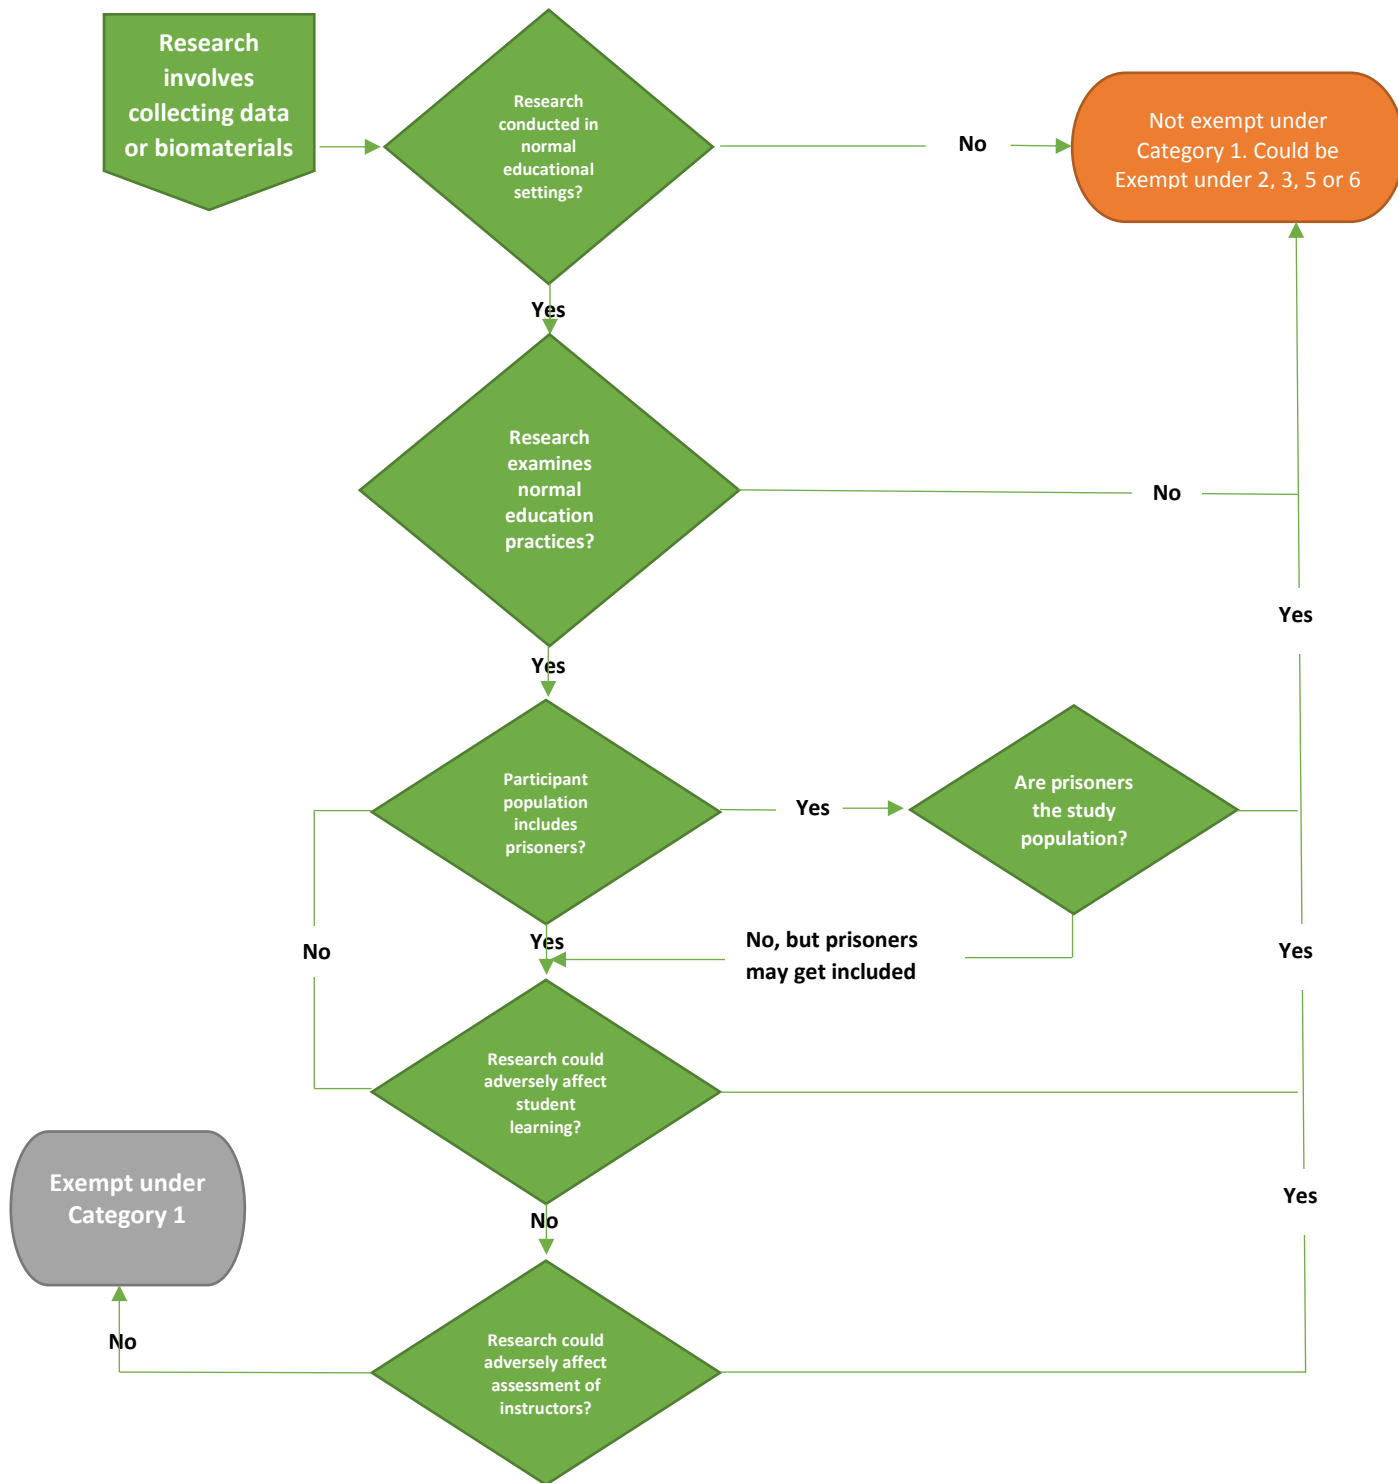 Research
involves
collecting data
or biomaterials
Research
conducted in
normal
educational
settings?
No
Not exempt under
Category 1. Could be
Exempt under 2, 3, 5 or 6
Yes
Research
examines
normal
education
practices?
No
Yes
Yes
Participant
population
includes
prisoners?
Yes
Are prisoners
the study
population?
No
Yes
No, but prisoners
may get included
Yes
Research could
adversely affect
student
learning?
Exempt under
Category 1
Yes
No
No
Research could
adversely affect
assessment of
instructors?